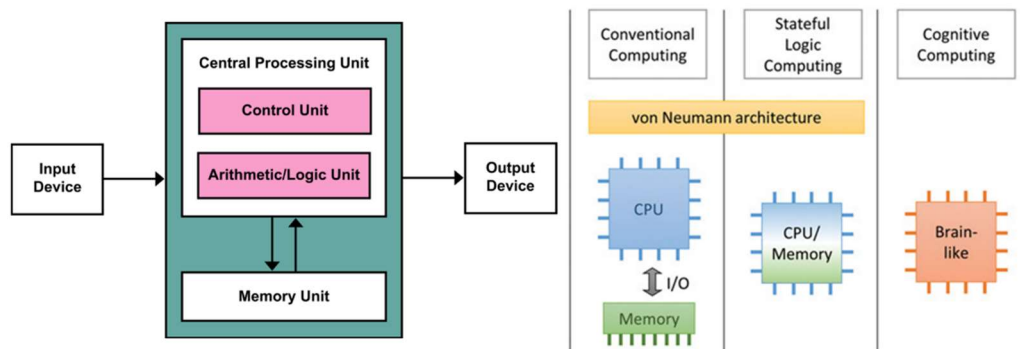 Central Processing Unit
Control Unit
Arithmetic/Logic Unit
Input
Device
Output
Device
Memory Unit
Conventional
Computing
Stateful
Logic
Computing
Cognitive
Computing
von Neumann architecture
CPU
I/O
Memory
CPU/
Memory
Brain-
like